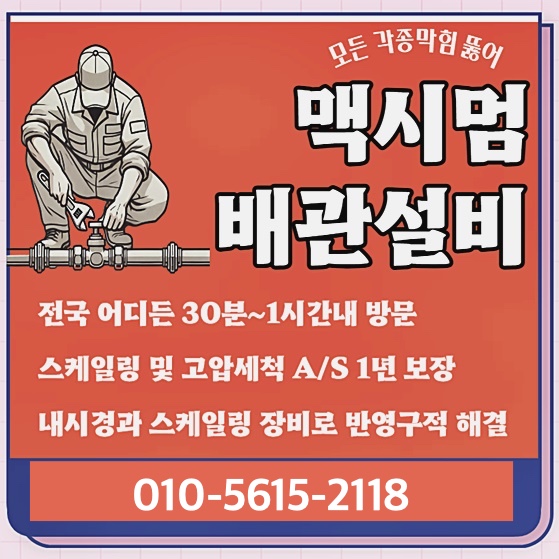 모든 각종막힘 뚫어
맥시멈
배관설비
전국 어디든 30분~1시간내 방문
스케일링 및 고압세척 A/S 1년 보장
내시경과 스케일링 장비로 반영구적 해결
010-5615-2118